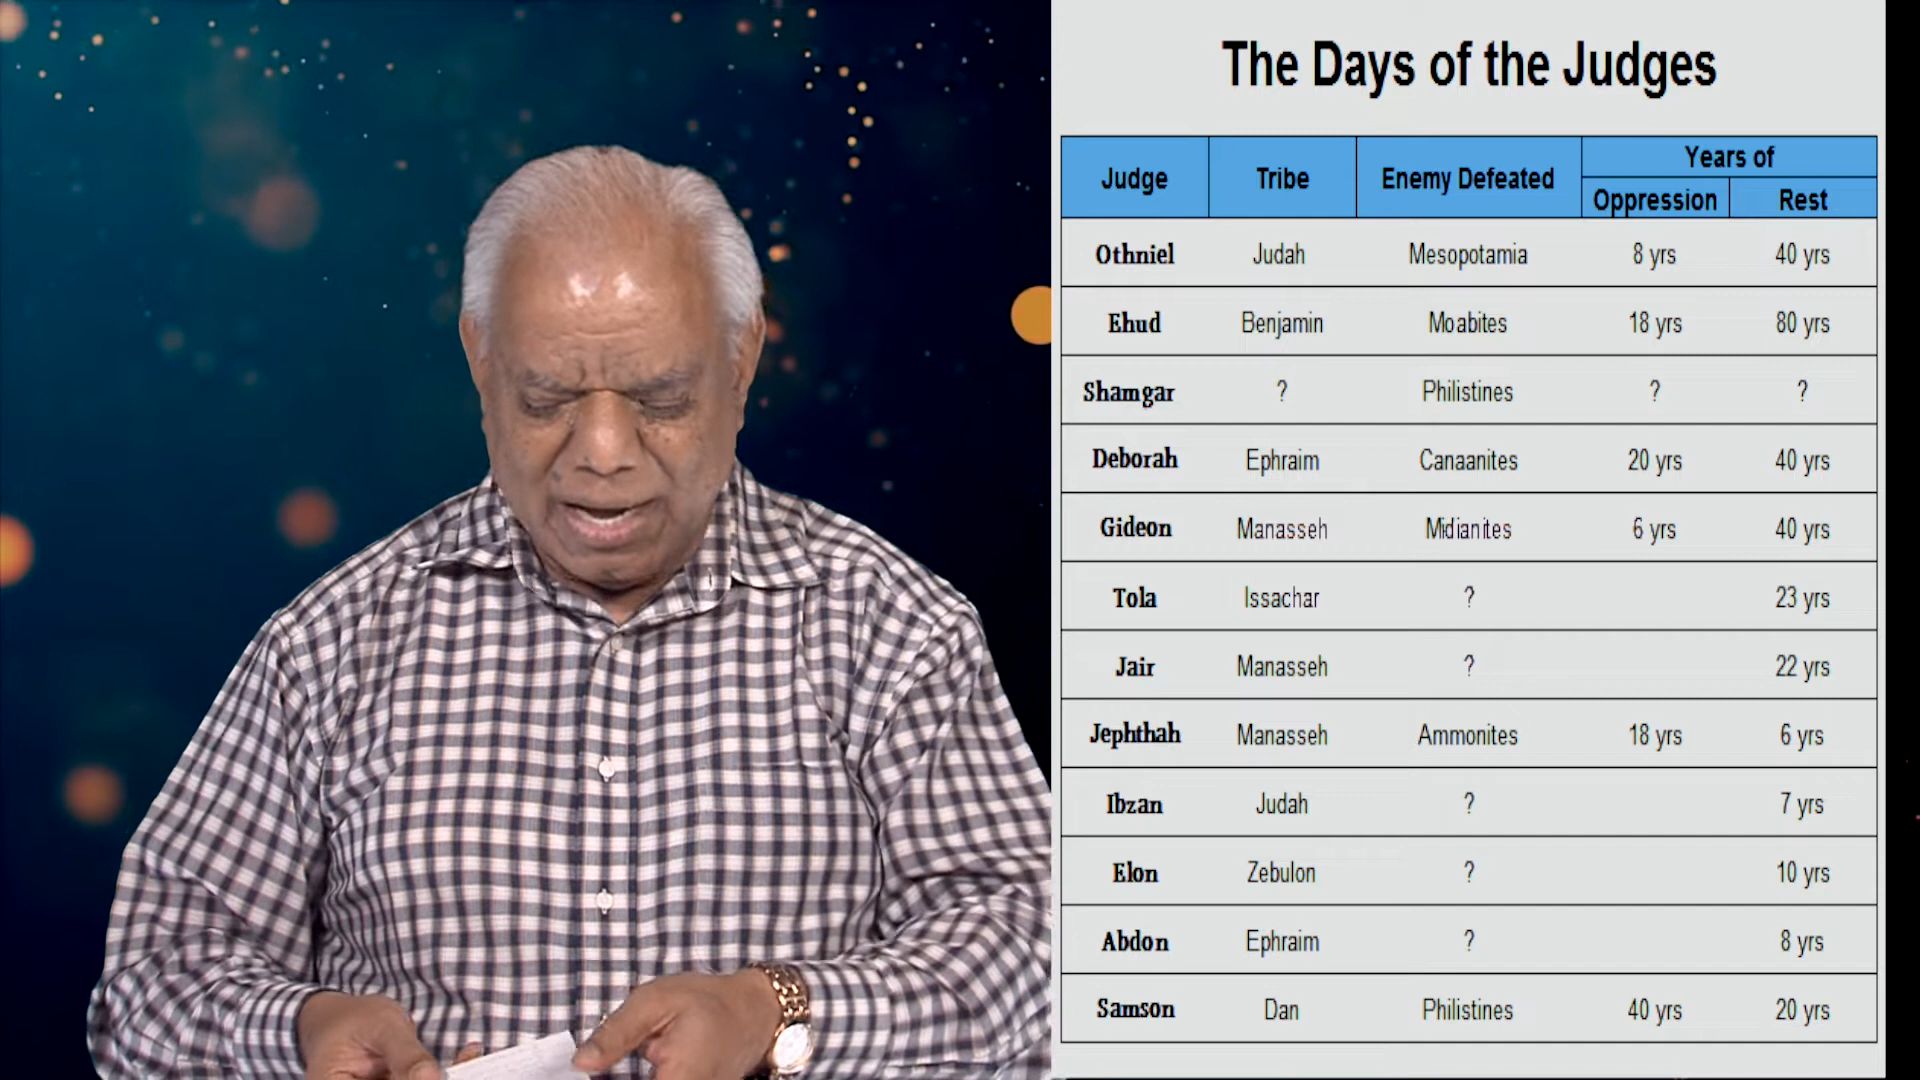 The Days of the Judges
Judge Tribe Enemy Defeated Years of
Oppression Rest
Othniel Judah Mesopotamia 8 yrs 40 yrs
Ehud Benjamin Moabites 18 yrs 80 yrs
Shamgar ? Philistines ? ?
Deborah Ephraim Canaanites 20 yrs 40 yrs
Gideon Manasseh Midianites 6 yrs 40 yrs
Tola Issachar ? 23 yrs
Jair Manasseh ? 22 yrs
Jephthah Manasseh Ammonites 18 yrs 6 yrs
Ibzan Judah ? 7 yrs
Elon Zebulon ? 10 yrs
Abdon Ephraim ? 8 yrs
Samson Dan Philistines 40 yrs 20 yrs